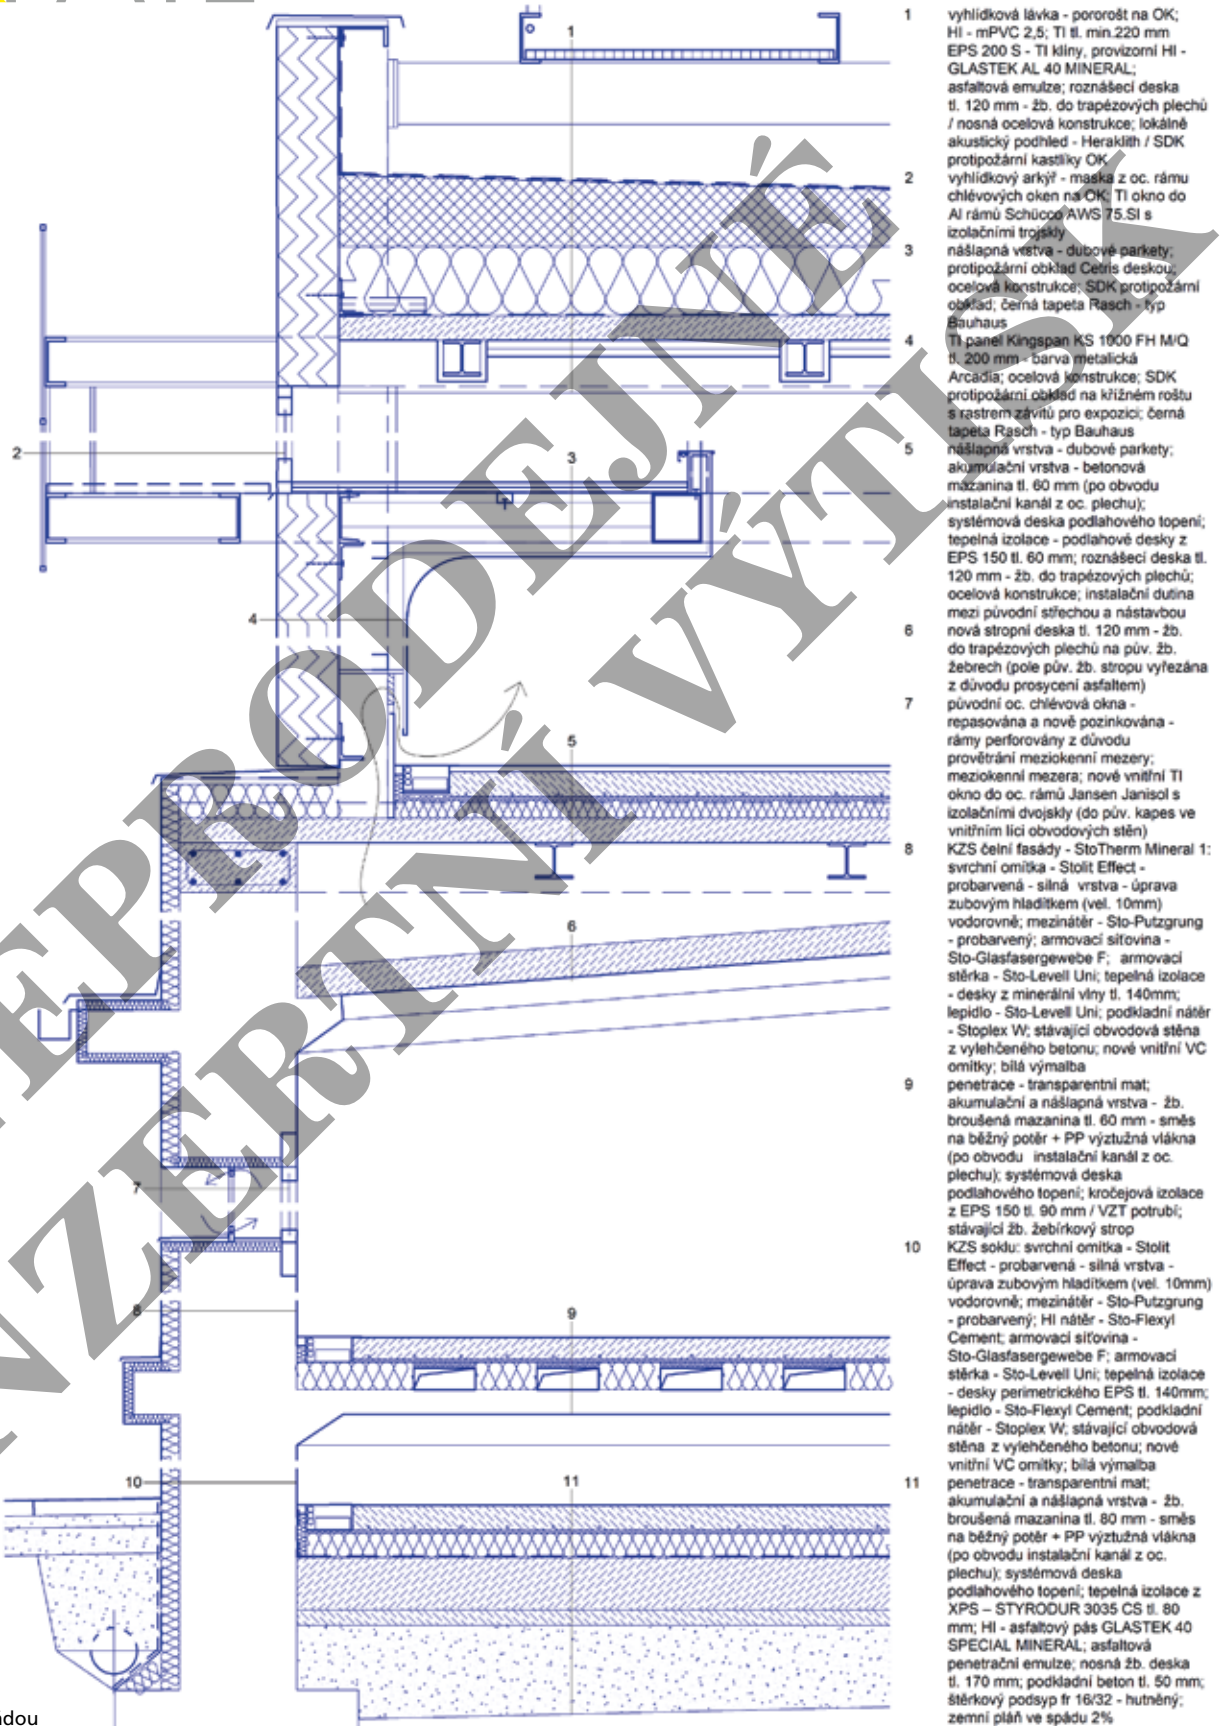 1 vyhlídková lávka - pororošt na OK;
HI - mPVC 2,5; TI tl. min.220 mm
EPS 200 S - TI klíny, provizorní HI -
GLASTEK AL 40 MINERAL;
asfaltová emulze; roznášecí deska
tl. 120 mm - žb. do trapézových plechů
/ nosná ocelová konstrukce; lokálně
akustický podhled - Heraklith / SDK
protipožární kastlíky OK
2 vyhlídkový arkýř - maska z oc. rámu
chlévových oken na OK; TI okno do
Al rámů Schücco AWS 75.SI s
izolačními trojskly
3 nášlapná vrstva - dubové parkety;
protipožární obklad Cetris deskou;
ocelová konstrukce; SDK protipožární
obklad; černá tapeta Rasch - typ
Bauhaus
4 TI panel Kingspan KS 1000 FH M/Q
tl. 200 mm - barva metalická
Arcadia; ocelová konstrukce; SDK
protipožární obklad na křížném roštu
s rastrem závitů pro expozici; černá
tapeta Rasch - typ Bauhaus
5 nášlapná vrstva - dubové parkety;
akumulační vrstva - betonová
mazanina tl. 60 mm (po obvodu
instalační kanál z oc. plechu);
systémová deska podlahového topení;
tepelná izolace - podlahové desky z
EPS 150 tl. 60 mm; roznášecí deska tl.
120 mm - žb. do trapézových plechů;
ocelová konstrukce; instalační dutina
mezi původní střechou a nástavbou
6 nová stropní deska tl. 120 mm - žb.
do trapézových plechů na pův. žb.
žebrech (pole pův. žb. stropu vyřezána
z důvodu prosycení asfaltem)
7 původní oc. chlévová okna -
repasována a nově pozinkována -
rámy perforovány z důvodu
provětrání meziokenní mezery;
meziokenní mezera; nové vnitřní TI
okno do oc. rámů Jansen Janisol s
izolačními dvojskly (do pův. kapes ve
vnitřním líci obvodových stěn)
8 KZS čelní fasády - StoTherm Mineral 1:
svrchní omítka - Stolit Effect -
probarvená - silná vrstva - úprava
zubovým hladítkem (vel. 10mm)
vodorovně; mezinátěr - Sto-Putzgrung
- probarvený; armovací síťovina -
Sto-Glasfasergewebe F; armovací
stěrka - Sto-Levell Uni; tepelná izolace
- desky z minerální vlny tl. 140mm;
lepidlo - Sto-Levell Uni; podkladní nátěr
- Stoplex W; stávající obvodová stěna
z vylehčeného betonu; nové vnitřní VC
omítky; bílá výmalba
9 penetrace - transparentní mat;
akumulační a nášlapná vrstva - žb.
broušená mazanina tl. 60 mm - směs
na běžný potěr + PP výztužná vlákna
(po obvodu instalační kanál z oc.
plechu); systémová deska
podlahového topení; kročejová izolace
z EPS 150 tl. 90 mm / VZT potrubí;
stávající žb. žebírkový strop
10 KZS soklu: svrchní omítka - Stolit
Effect - probarvená - silná vrstva -
úprava zubovým hladítkem (vel. 10mm)
vodorovně; mezinátěr - Sto-Putzgrung
- probarvený; HI nátěr - Sto-Flexyl
Cement; armovací síťovina -
Sto-Glasfasergewebe F; armovací
stěrka - Sto-Levell Uni; tepelná izolace
- desky perimetrického EPS tl. 140mm;
lepidlo - Sto-Flexyl Cement; podkladní
nátěr - Stoplex W; stávající obvodová
stěna z vylehčeného betonu; nové
vnitřní VC omítky; bílá výmalba
11 penetrace - transparentní mat;
akumulační a nášlapná vrstva - žb.
broušená mazanina tl. 80 mm - směs
na běžný potěr + PP výztužná vlákna
(po obvodu instalační kanál z oc.
plechu); systémová deska
podlahového topení; tepelná izolace z
XPS – STYRODUR 3035 CS tl. 80
mm; HI - asfaltový pás GLASTEK 40
SPECIAL MINERAL; asfaltová
penetrační emulze; nosná žb. deska
tl. 170 mm; podkladní beton tl. 50 mm;
štěrkový podsyp fr 16/32 - hutněný;
zemní pláň ve spádu 2%
1
2
3
4
5
6
7
8
9
10
11
EPRODEJNÉ
NZERTNÍ VÝTISK
adou